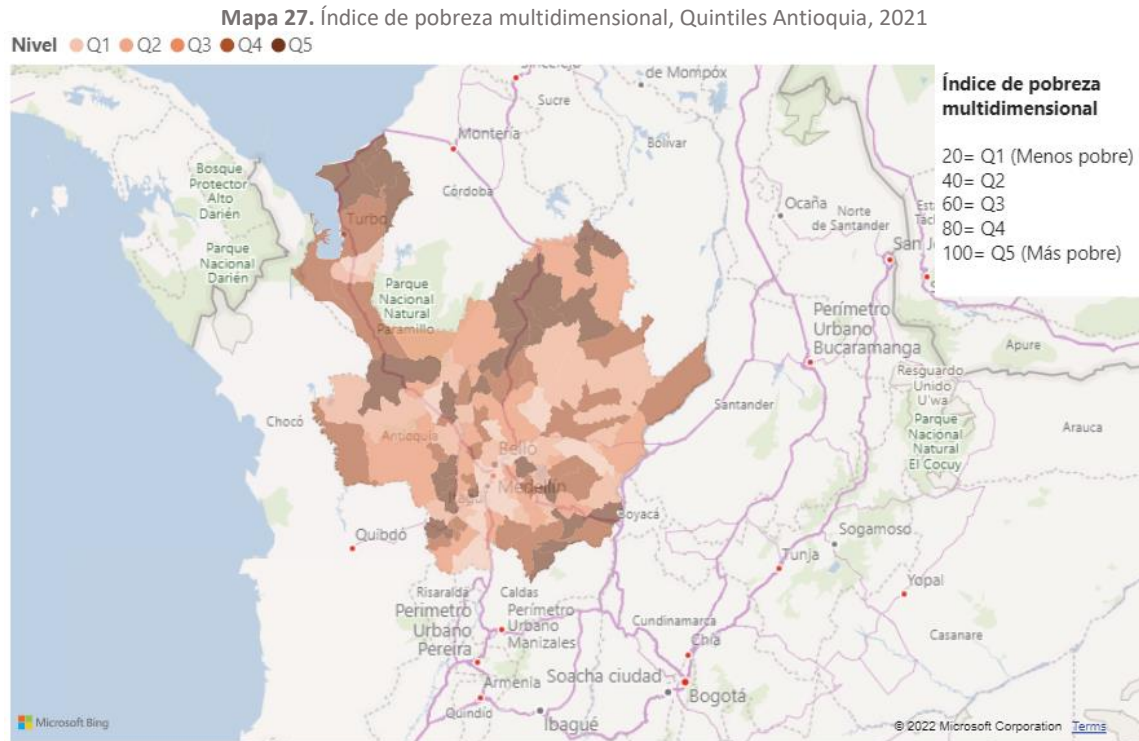 Mapa 27. Índice de pobreza multidimensional, Quintiles Antioquia, 2021
Nivel Q1 Q2 Q3 Q4 Q5
Índice de pobreza
multidimensional
20= Q1 (Menos pobre)
40= Q2
60= Q3
80= Q4
100= Q5 (Más pobre)
de Mompóx
Sucre
Montería
Bolívar
Córdoba
Bosque
Protector
Alto
Darién
Parque
Nacional
Darién
Turbo
Ocaña
Norte
de Santander
Parque
Nacional
Natural
Paramillo
Perímetro
Urbano
Bucaramanga
Apure
Resguardo
Unido
U'wa
Parque
Nacional
Natural
El Cocuy
Santander
Arauca
Chocó
Antioquia
Bello
Medellín
Boyacá
Quibdó
Sogamoso
Tunja
Yopal
Risaralda
Caldas
Perímetro
Urbano
Pereira
Perímetro
Urbano
Manizales
Cundinamarca
Chía
Casanare
Armenia
Soacha ciudad
Bogotá
Quindío
Ibagué
Microsoft Bing
© 2022 Microsoft Corporation Terms